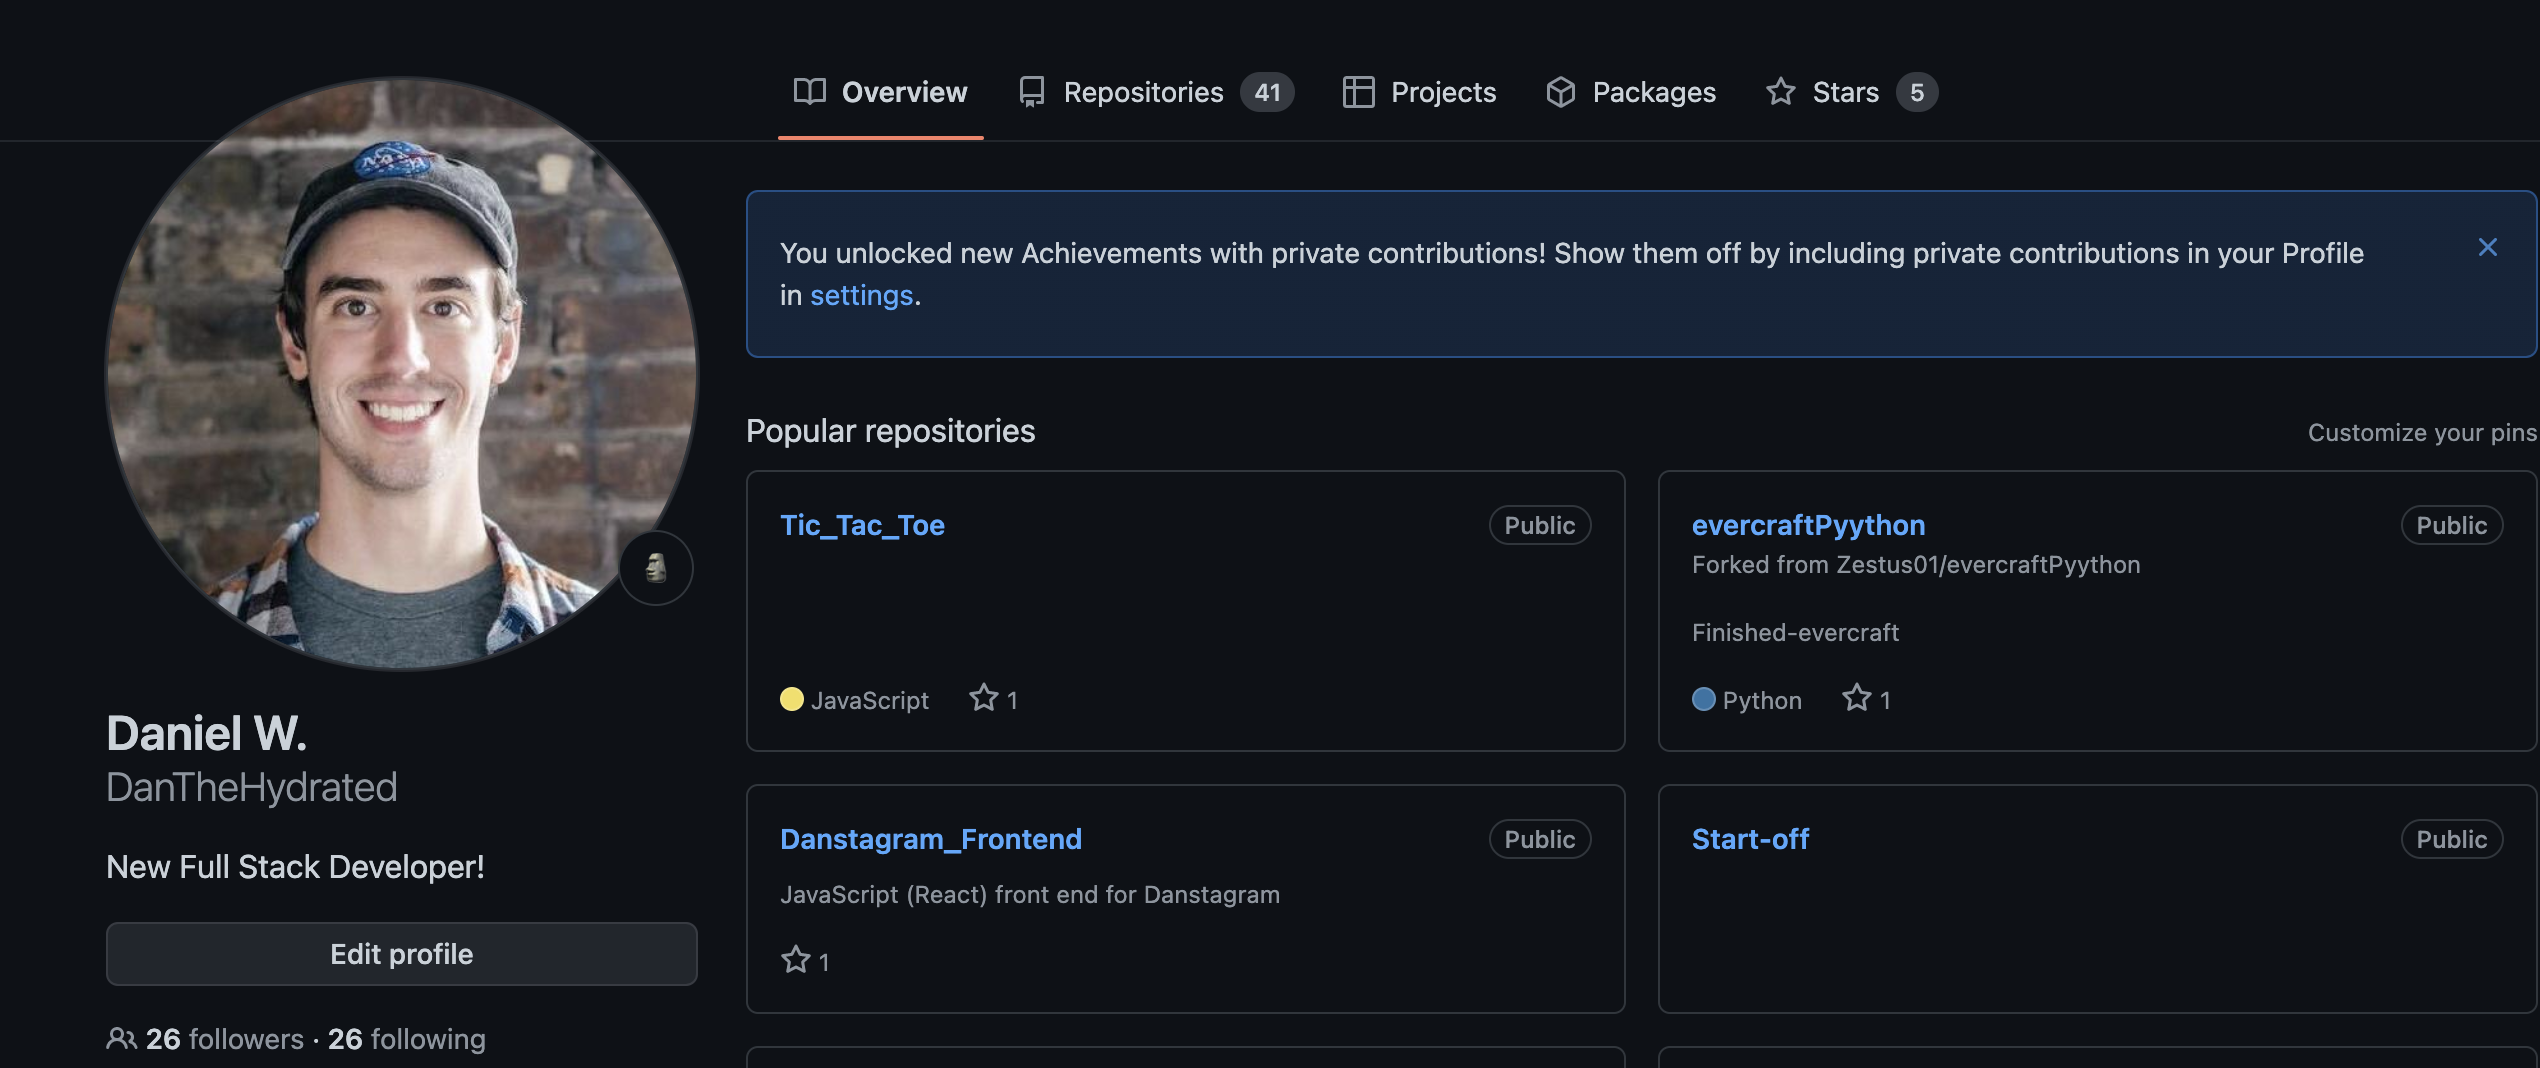 Overview
Repositories 41
Projects
Packages
Stars 5
NASA
Daniel W.
DanTheHydrated
New Full Stack Developer!
Edit profile
26 followers · 26 following
You unlocked new Achievements with private contributions! Show them off by including private contributions in your Profile
in settings.
Popular repositories
Customize your pins
Tic_Tac_Toe
Public
JavaScript
1
evercraftPyython
Public
Forked from Zestus01/evercraftPyython
Finished-evercraft
Python
1
Danstagram_Frontend
Public
JavaScript (React) front end for Danstagram
1
Start-off
Public